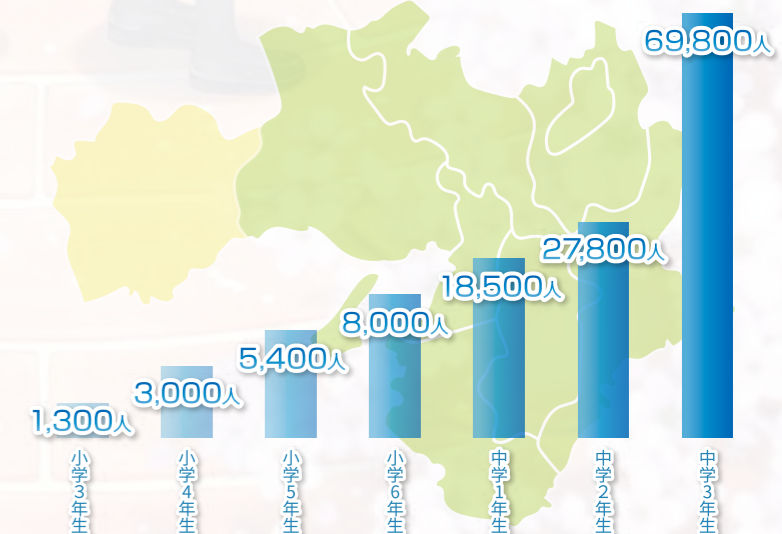 1,300人
3,000人
5,400人
8,000人
18,500人
27,800人
69,800人
小学3年生
小学4年生
小学5年生
小学6年生
中学1年生
中学2年生
中学3年生